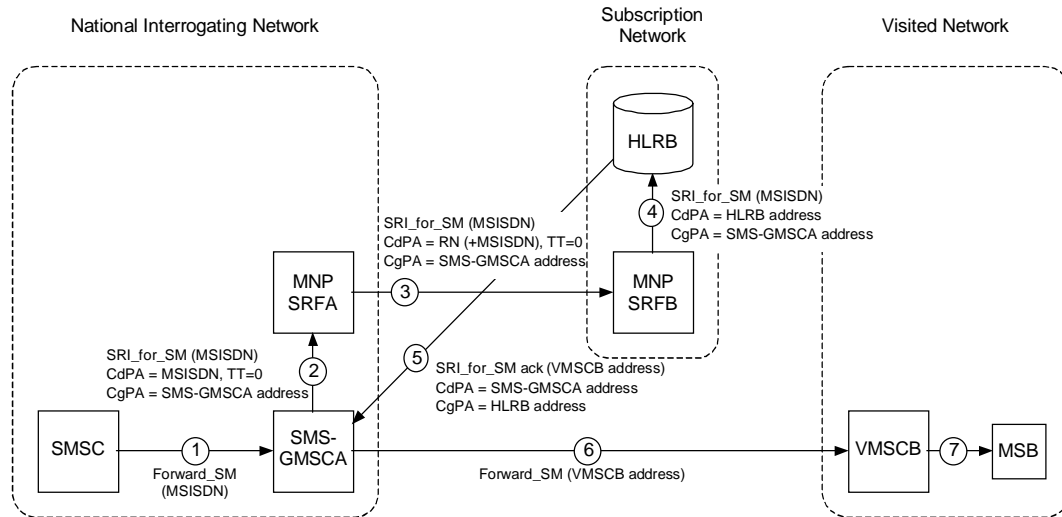 National Interrogating Network
Subscription
Network
Visited Network
HLRB
SRI_for_SM (MSISDN)
CdPA = HLRB address
CgPA = SMS-GMSCA address
4
SRI_for_SM (MSISDN)
CdPA = RN (+MSISDN), TT=0
CgPA = SMS-GMSCA address
MNP
SRFA
3
MNP
SRFB
SRI_for_SM (MSISDN)
CdPA = MSISDN, TT=0
CgPA = SMS-GMSCA address
2
5
SRI_for_SM ack (VMSCB address)
CdPA = SMS-GMSCA address
CgPA = HLRB address
SMSC
1
Forward_SM
(MSISDN)
SMS-
GMSCA
6
Forward_SM (VMSCB address)
VMSCB
7
MSB